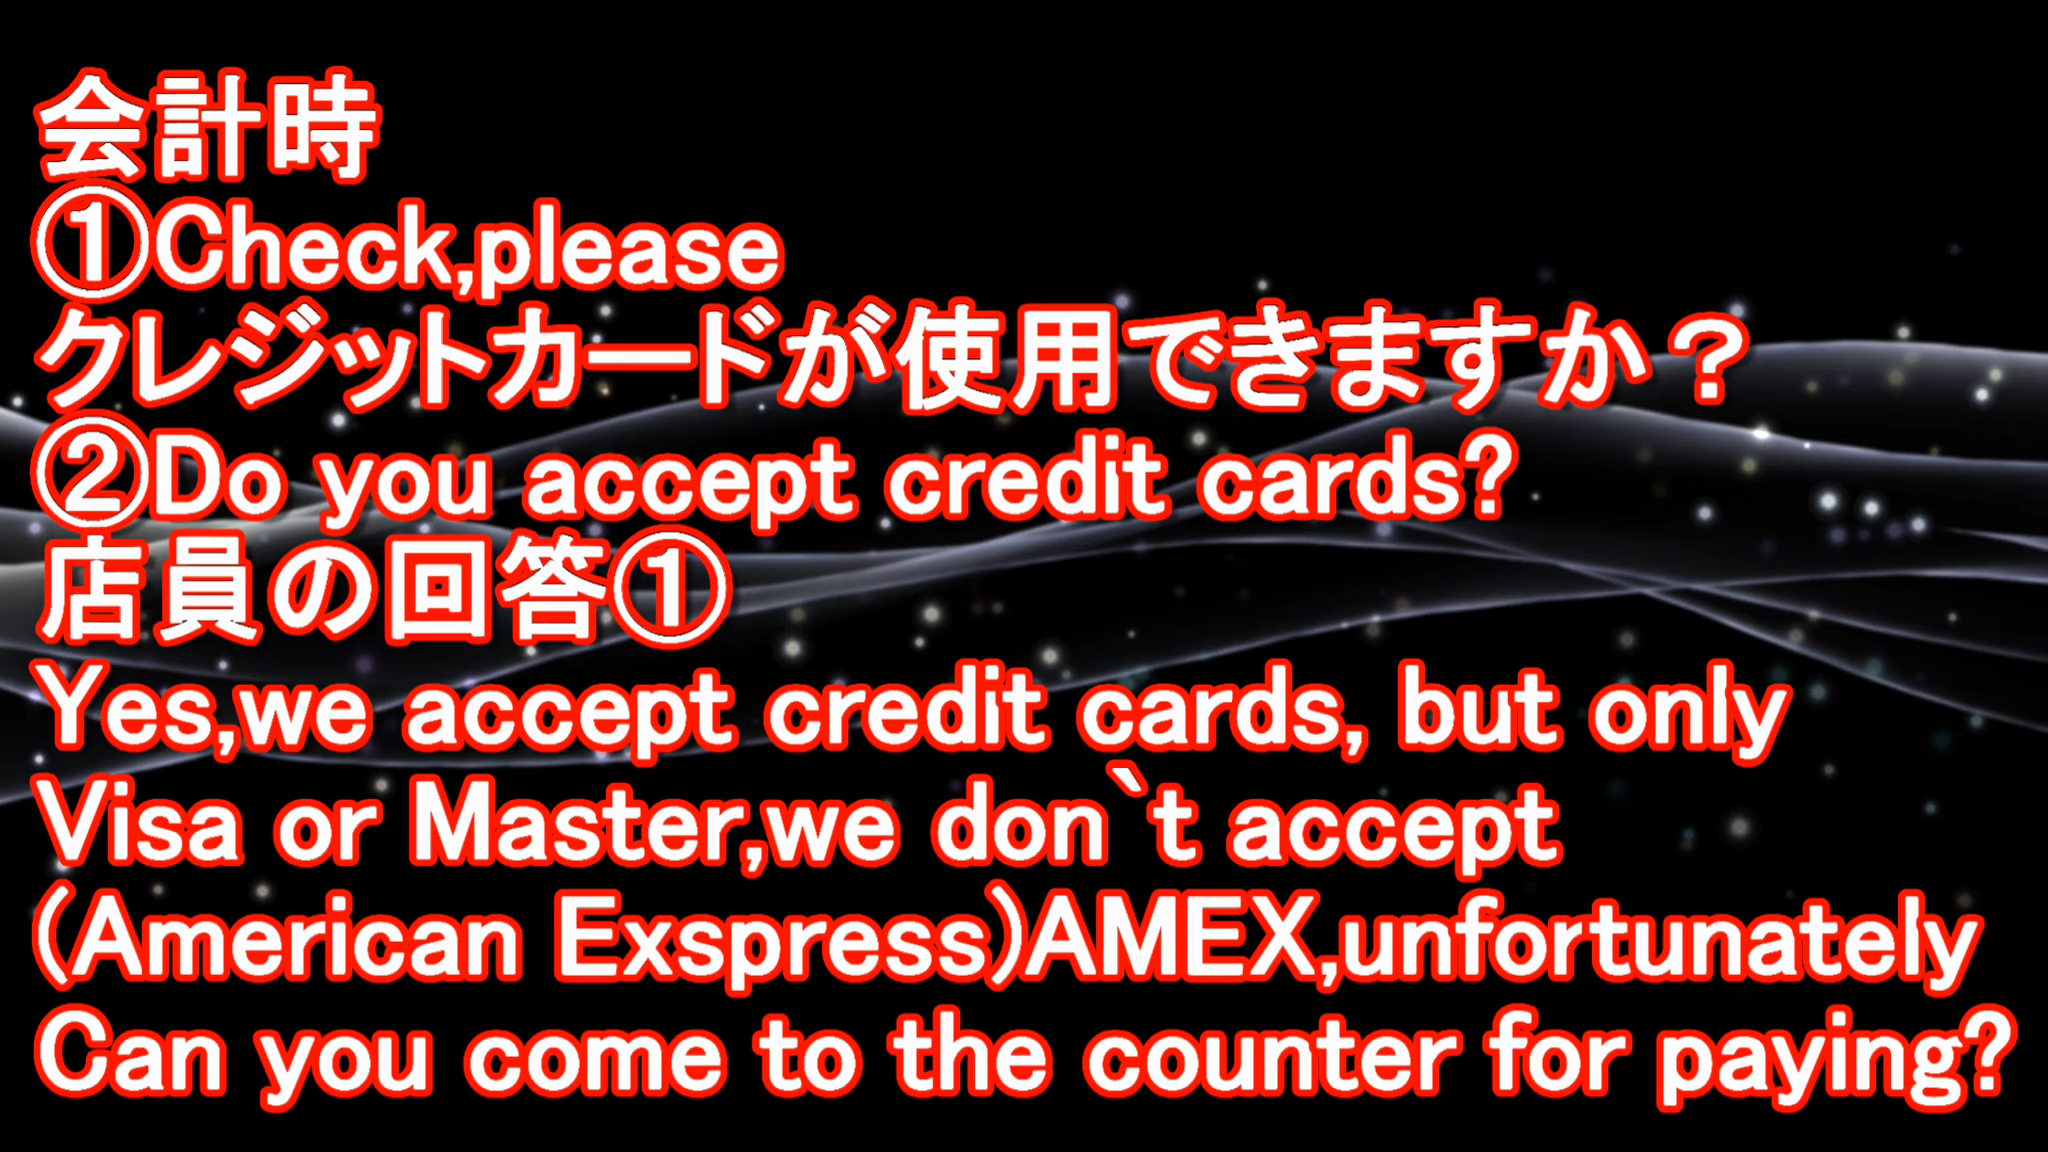 会計時
①Check,please
クレジットカードが使用できますか？
②Do you accept credit cards?
店員の回答①
Yes,we accept credit cards, but only
Visa or Master,we don`t accept
(American Exspress)AMEX,unfortunately
Can you come to the counter for paying?